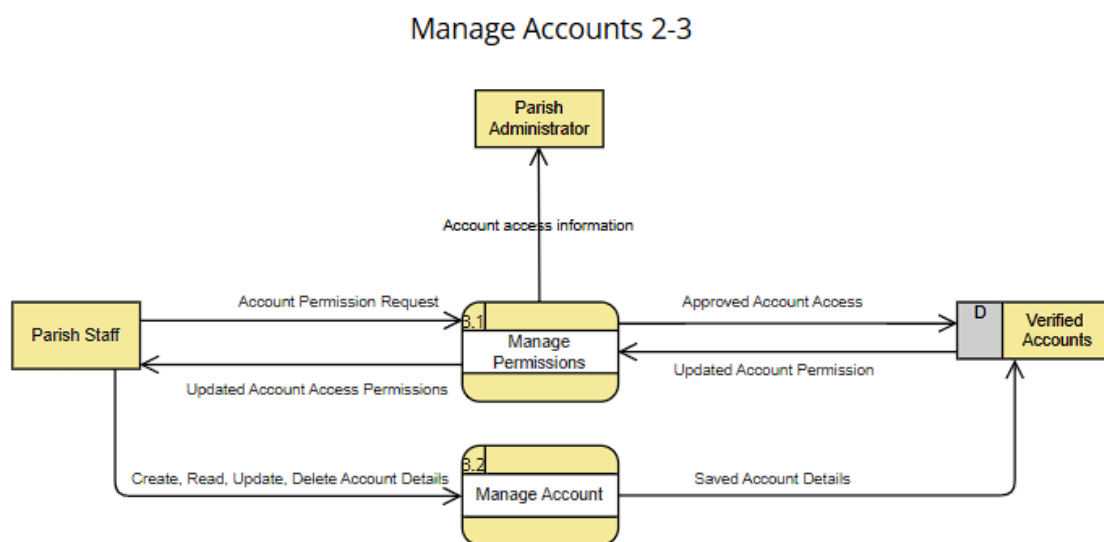 Manage Accounts 2-3
Parish
Administrator
Account access information
Account Permission Request
Approved Account Access
Parish Staff
3.1
Manage
Permissions
D
Verified
Accounts
Updated Account Access Permissions
Updated Account Permission
3.2
Create, Read, Update, Delete Account Details
Manage Account
Saved Account Details